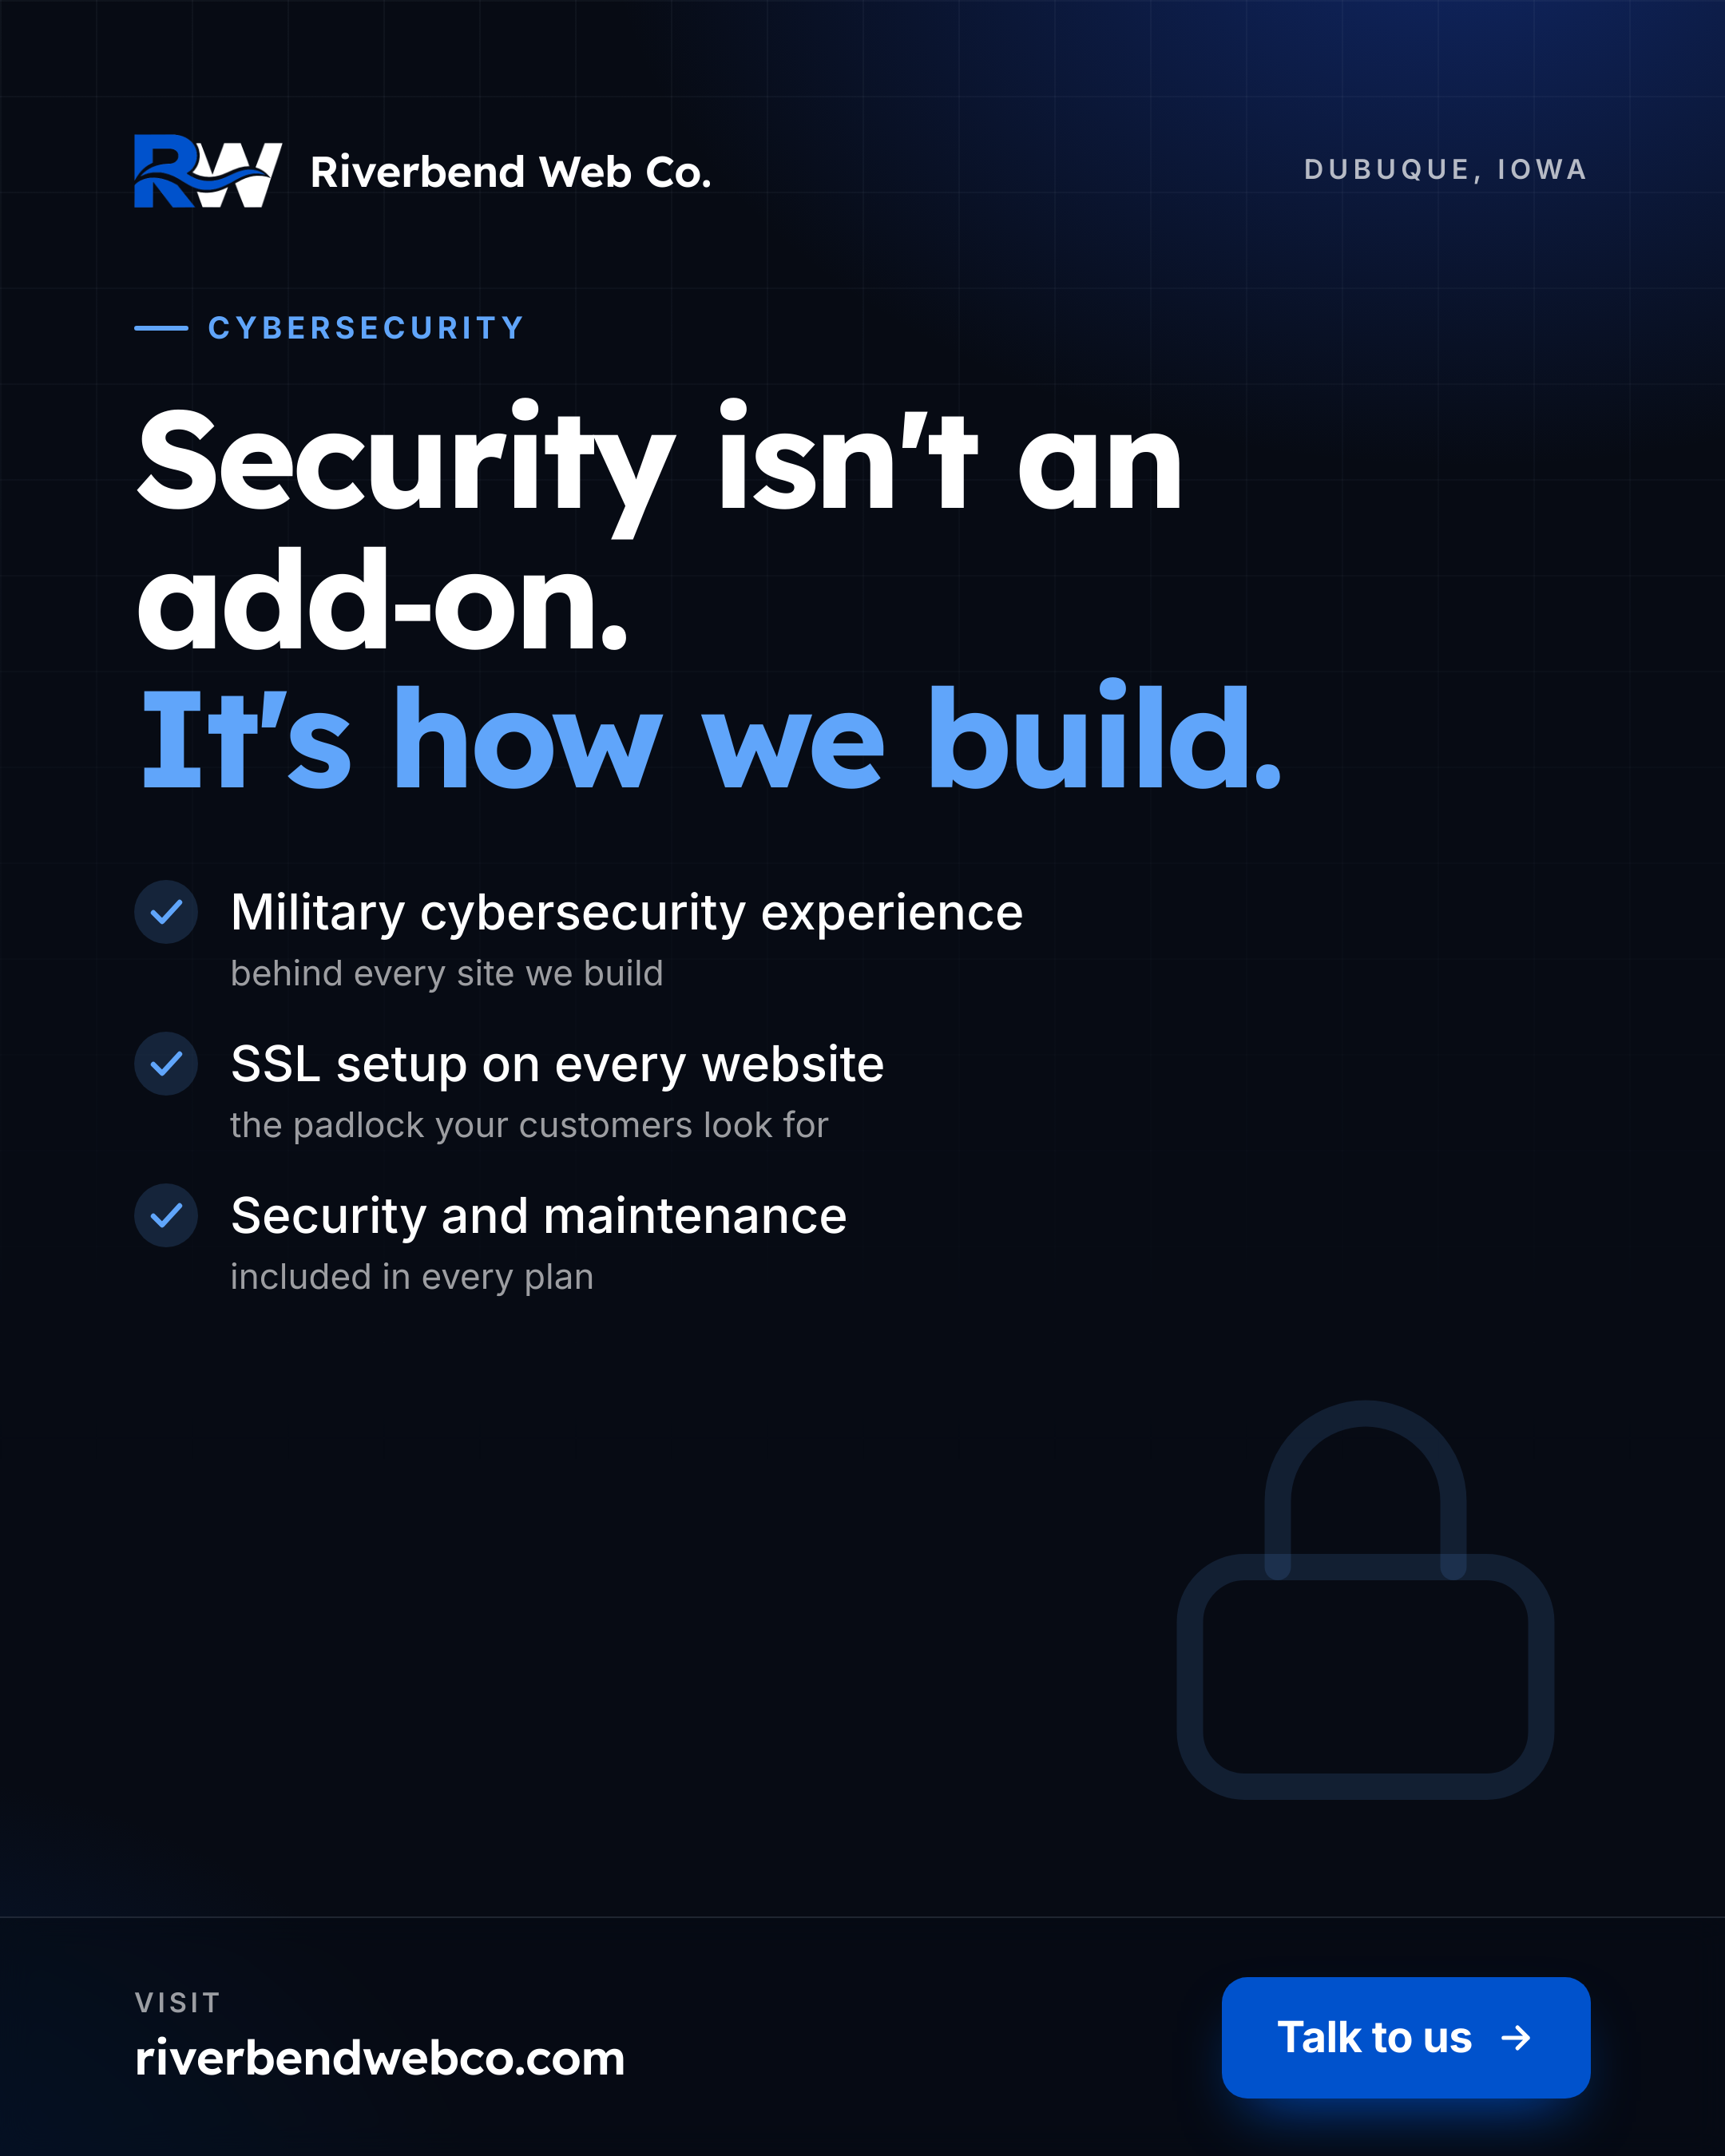 RW Riverbend Web Co.
DUBUQUE, IOWA
CYBERSECURITY
Security isn't an
add-on.
It's how we build.
Military cybersecurity experience
behind every site we build
SSL setup on every website
the padlock your customers look for
Security and maintenance
included in every plan
VISIT
riverbendwebco.com
Talk to us →